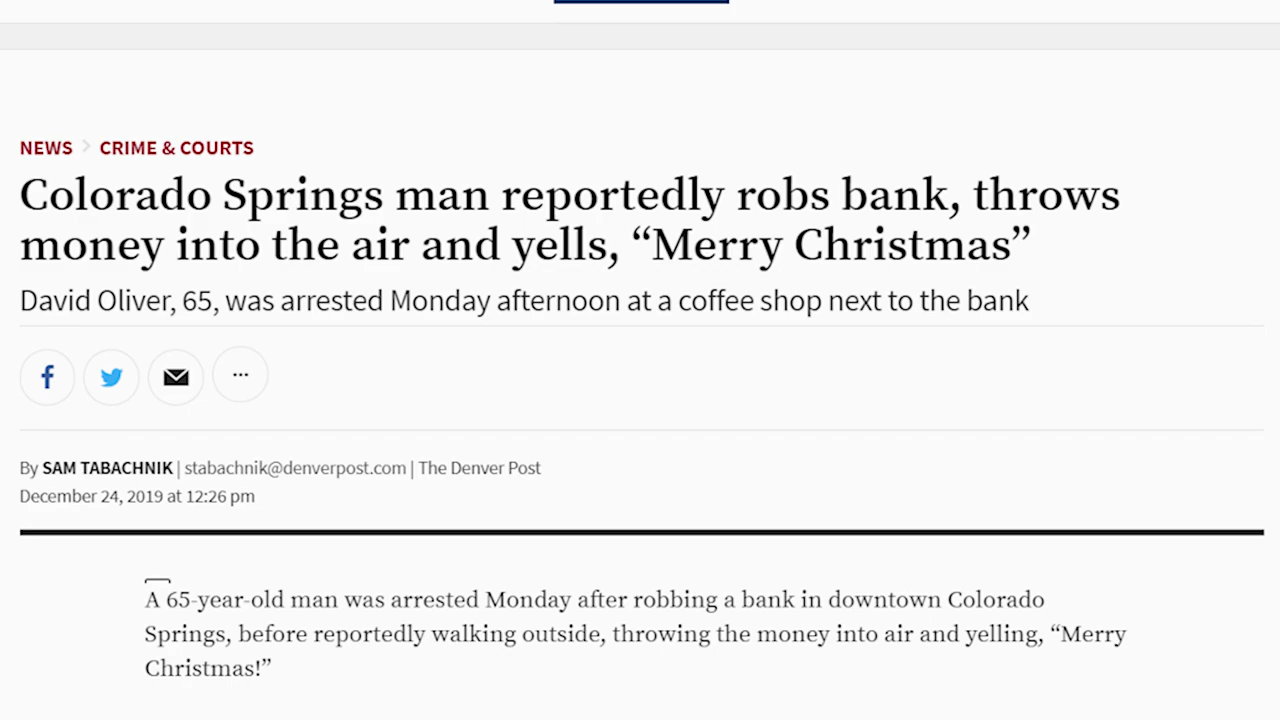 NEWS > CRIME & COURTS
Colorado Springs man reportedly robs bank, throws
money into the air and yells, “Merry Christmas”
David Oliver, 65, was arrested Monday afternoon at a coffee shop next to the bank
By SAM TABACHNIK | stabachnik@denverpost.com | The Denver Post
December 24, 2019 at 12:26 pm
A 65-year-old man was arrested Monday after robbing a bank in downtown Colorado
Springs, before reportedly walking outside, throwing the money into air and yelling, “Merry
Christmas!”